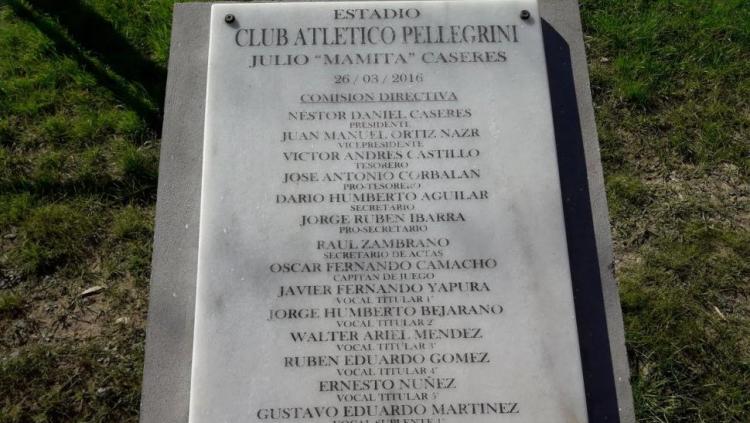 ESTADIO
CLUB ATLETICO PELLEGRINI
JULIO "MAMITA" CASERES
26/03/2016
COMISION DIRECTIVA
NÉSTOR DANIEL CASERES
PRESIDENTE
JUAN MANUEL ORTIZ NAZR
VICEPRESIDENTE
VICTOR ANDRES CASTILLO
TESORERO
JOSE ANTONIO CORBALAN
PRO-TESORERO
DARIO HUMBERTO AGUILAR
SECRETARIO
JORGE RUBEN IBARRA
PRO-SECRETARIO
RAUL ZAMBRANO
SECRETARIO DE ACTAS
OSCAR FERNANDO CAMACHO
CAPITAN DE JUEGO
JAVIER FERNANDO YAPURA
VOCAL TITULAR 1°
JORGE HUMBERTO BEJARANO
VOCAL TITULAR 2°
WALTER ARIEL MENDEZ
VOCAL TITULAR 3°
RUBEN EDUARDO GOMEZ
VOCAL TITULAR 4°
ERNESTO NUÑEZ
VOCAL TITULAR 5°
GUSTAVO EDUARDO MARTINEZ
VOCAL SUPLENTE 1°